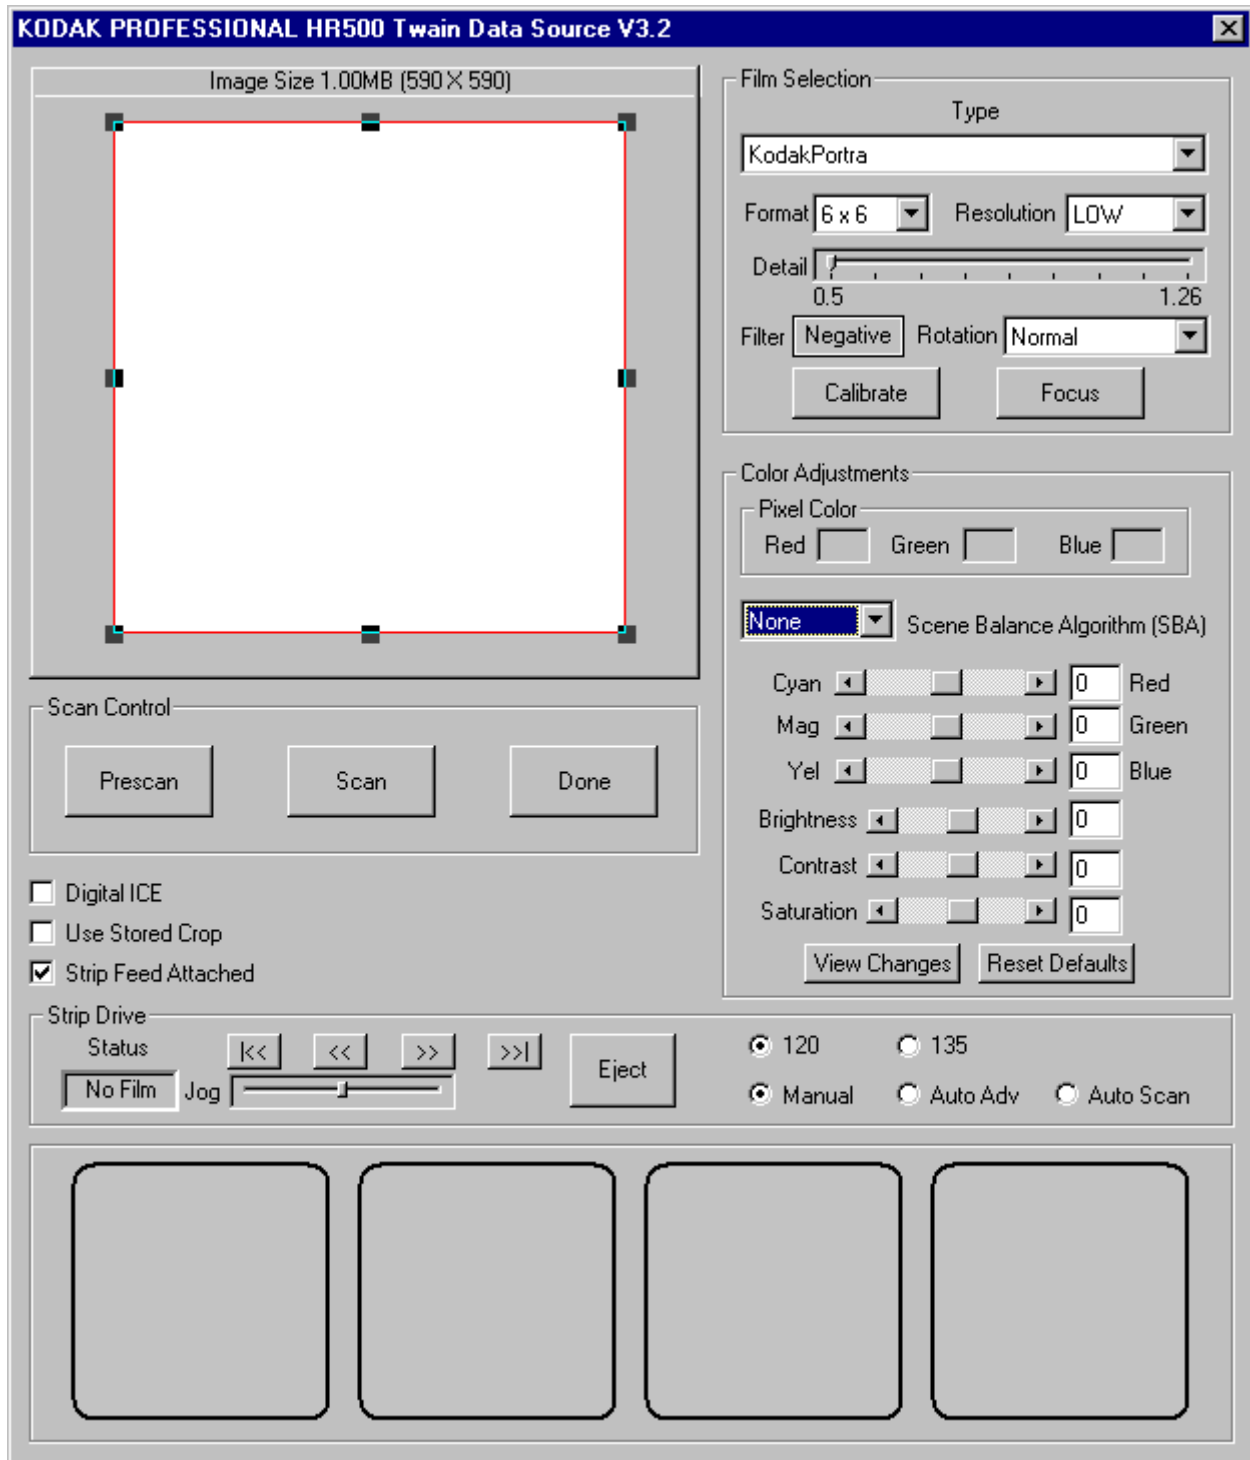 KODAK PROFESSIONAL HR500 Twain Data Source V3.2
Image Size 1.00MB (590 X 590)
Film Selection
Type
KodakPortra
Format 6 x 6 Resolution LOW
Detail
0.5 1.26
Filter Negative Rotation Normal
Calibrate Focus
Color Adjustments
Pixel Color
Red Green Blue
None Scene Balance Algorithm (SBA)
Cyan 0 Red
Mag 0 Green
Yel 0 Blue
Brightness 0
Contrast 0
Saturation 0
View Changes Reset Defaults
Scan Control
Prescan Scan Done
Digital ICE
Use Stored Crop
Strip Feed Attached
Strip Drive
Status |<< << >> >>| Eject 120 135
No Film Jog Manual Auto Adv Auto Scan